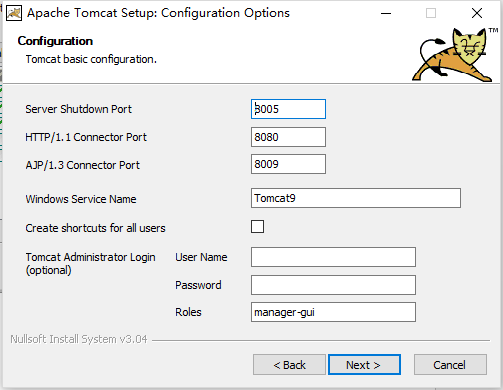 Apache Tomcat Setup: Configuration Options
Configuration
Tomcat basic configuration.
TM
Server Shutdown Port 8005
HTTP/1.1 Connector Port 8080
AJP/1.3 Connector Port 8009
Windows Service Name Tomcat9
Create shortcuts for all users
Tomcat Administrator Login (optional) User Name
Password
Roles manager-gui
Nullsoft Install System v3.04
< Back Next > Cancel